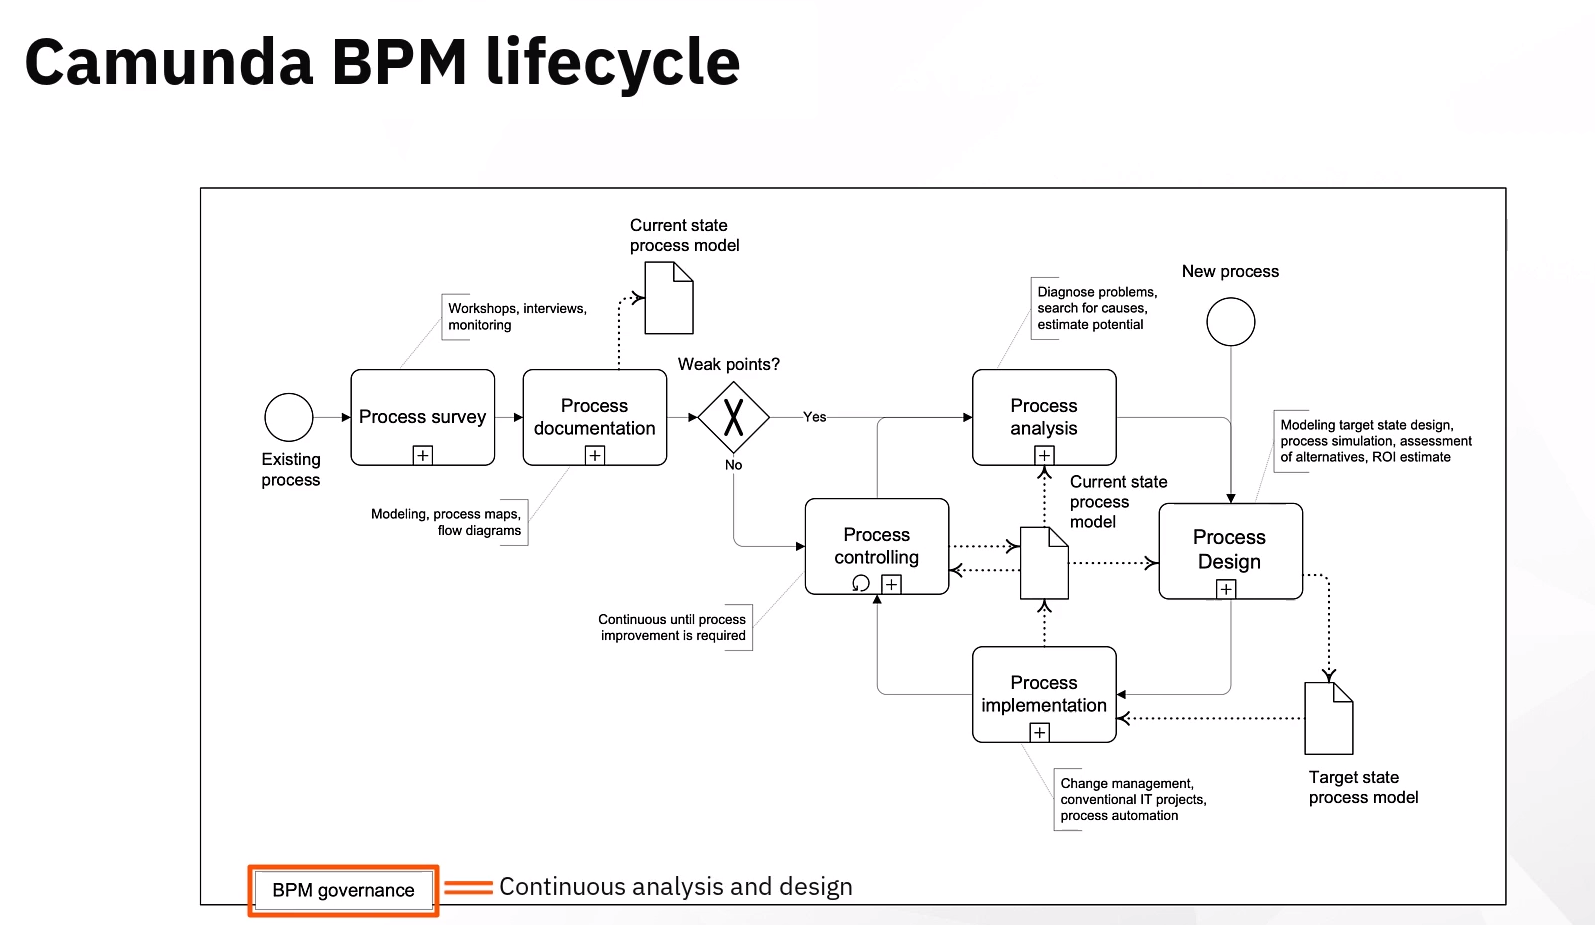 Camunda BPM lifecycle
Current state
process model
Workshops, interviews,
monitoring
Weak points?
Process survey
Process
documentation
Existing
process
Yes
No
Modeling, process maps,
flow diagrams
Diagnose problems,
search for causes,
estimate potential
New process
Process
analysis
Modeling target state design,
process simulation, assessment
of alternatives, ROI estimate
Current state
process
model
Process
controlling
Process
Design
Continuous until process
improvement is required
Process
implementation
Change management,
conventional IT projects,
process automation
Target state
process model
BPM governance
Continuous analysis and design